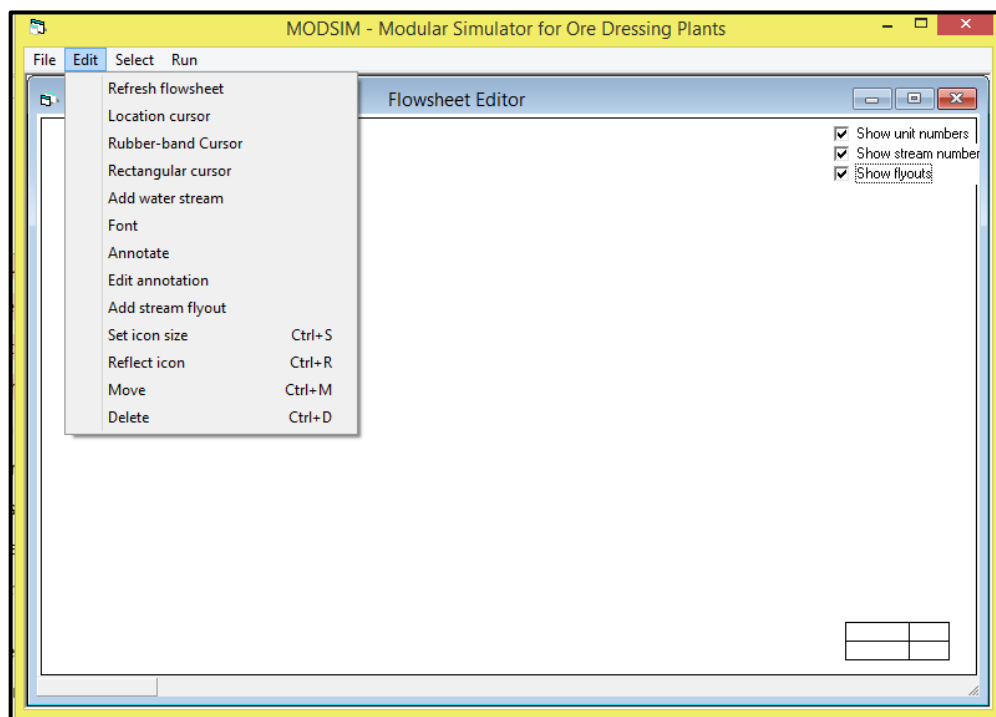 MODSIM - Modular Simulator for Ore Dressing Plants
File Edit Select Run
Flowsheet Editor
Refresh flowsheet
Location cursor
Rubber-band Cursor
Rectangular cursor
Add water stream
Font
Annotate
Edit annotation
Add stream flyout
Set icon size Ctrl+S
Reflect icon Ctrl+R
Move Ctrl+M
Delete Ctrl+D
Show unit numbers
Show stream number
Show flyouts